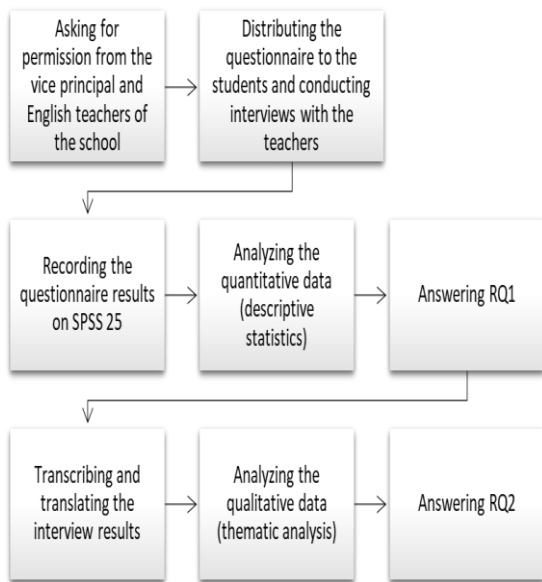 Asking for
permission from the
vice principal and
English teachers of
the school
Distributing the
questionnaire to the
students and conducting
interviews with the
teachers
Recording the
questionnaire results
on SPSS 25
Analyzing the
quantitative data
(descriptive
statistics)
Answering RQ1
Transcribing and
translating the
interview results
Analyzing the
qualitative data
(thematic analysis)
Answering RQ2